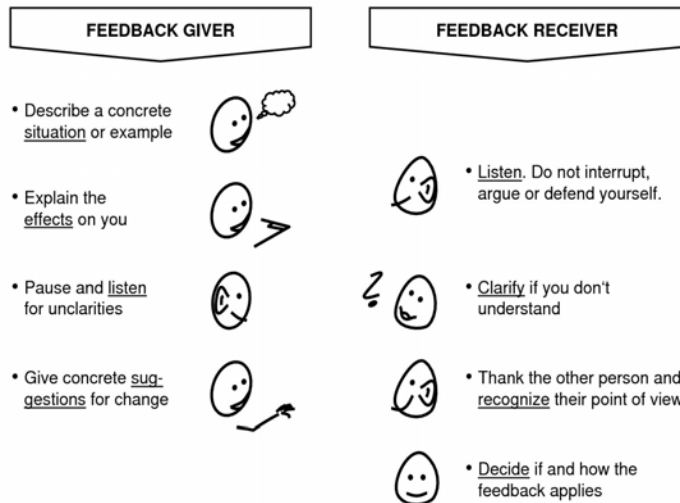 FEEDBACK GIVER
• Describe a concrete
situation or example
• Explain the
effects on you
• Pause and listen
for unclarities
• Give concrete sug-
gestions for change
FEEDBACK RECEIVER
• Listen. Do not interrupt,
argue or defend yourself.
?
• Clarify if you don't
understand
• Thank the other person and
recognize their point of view
• Decide if and how the
feedback applies